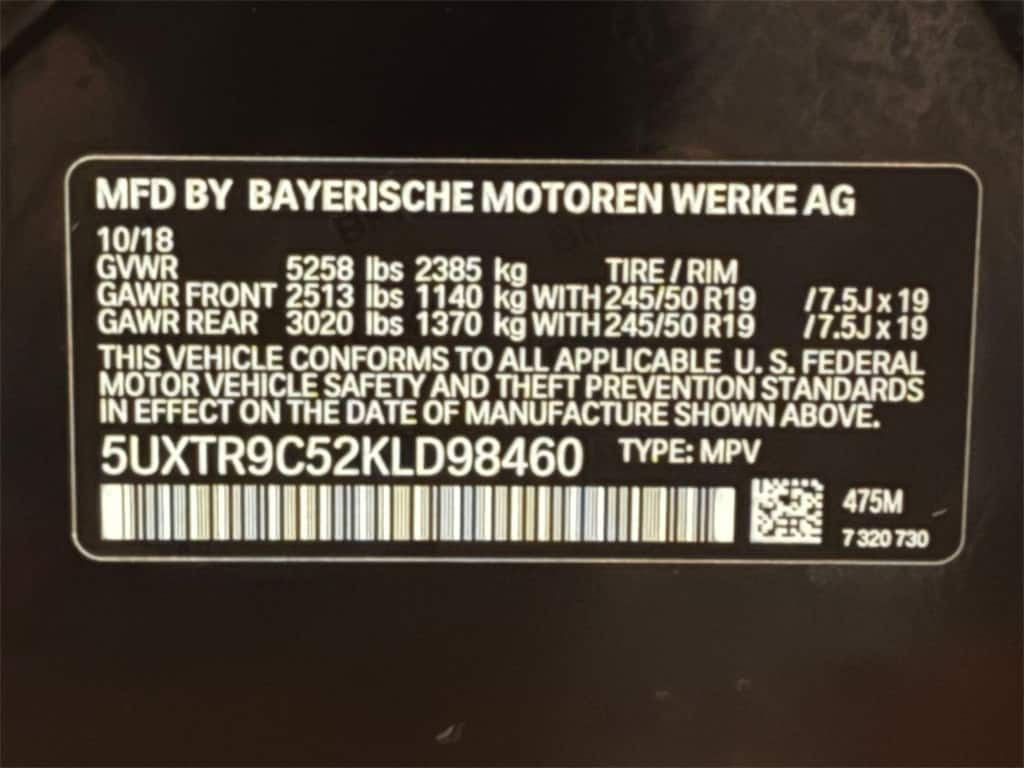 MFD BY BAYERISCHE MOTOREN WERKE AG
10/18
GVWR 5258 lbs 2385 kg TIRE / RIM
GAWR FRONT 2513 lbs 1140 kg WITH 245/50 R19 /7.5J x 19
GAWR REAR 3020 lbs 1370 kg WITH 245/50 R19 /7.5J x 19
THIS VEHICLE CONFORMS TO ALL APPLICABLE U. S. FEDERAL
MOTOR VEHICLE SAFETY AND THEFT PREVENTION STANDARDS
IN EFFECT ON THE DATE OF MANUFACTURE SHOWN ABOVE.
5UXTR9C52KLD98460 TYPE: MPV
475M
7 320 730